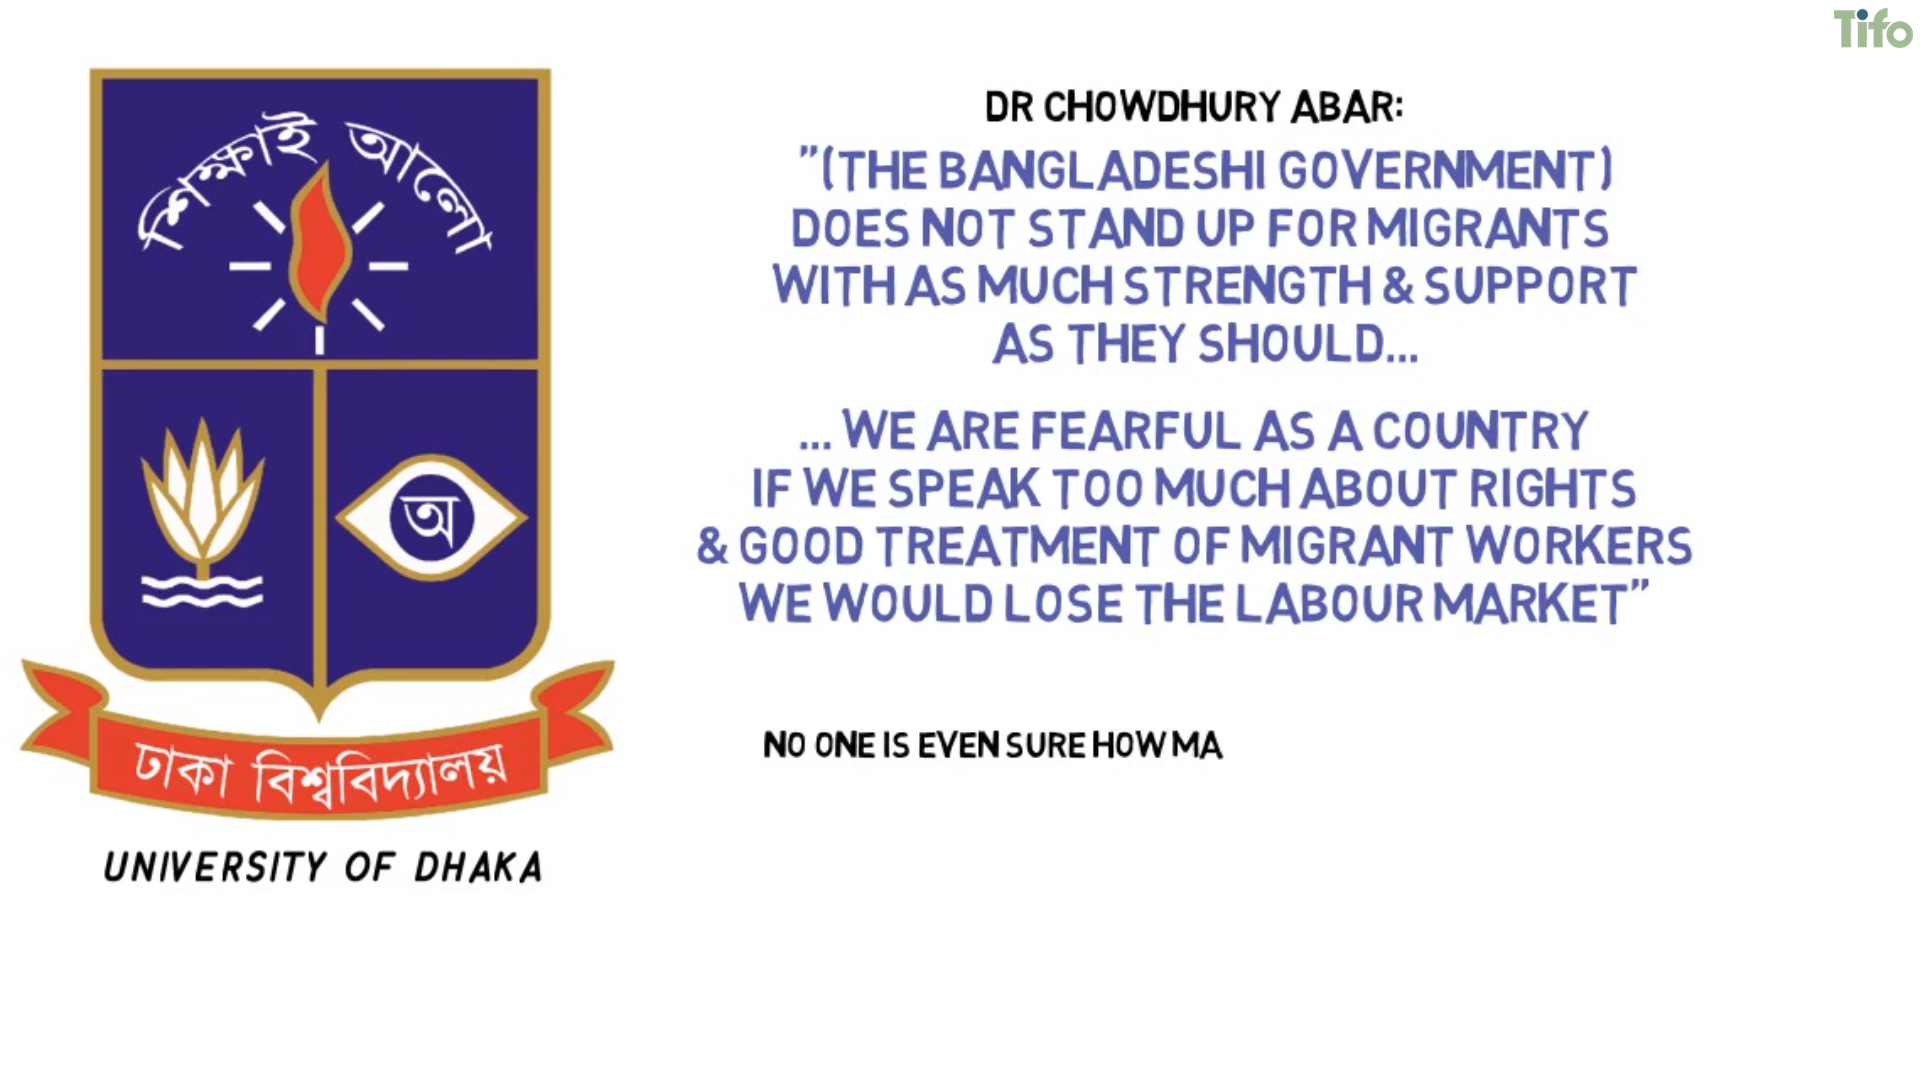 Tifo
শিক্ষাই আলো
অ
ঢাকা বিশ্ববিদ্যালয়
UNIVERSITY OF DHAKA
DR CHOWDHURY ABAR:
"(THE BANGLADESHI GOVERNMENT)
DOES NOT STAND UP FOR MIGRANTS
WITH AS MUCH STRENGTH & SUPPORT
AS THEY SHOULD...
... WE ARE FEARFUL AS A COUNTRY
IF WE SPEAK TOO MUCH ABOUT RIGHTS
& GOOD TREATMENT OF MIGRANT WORKERS
WE WOULD LOSE THE LABOUR MARKET"
NO ONE IS EVEN SURE HOW MA